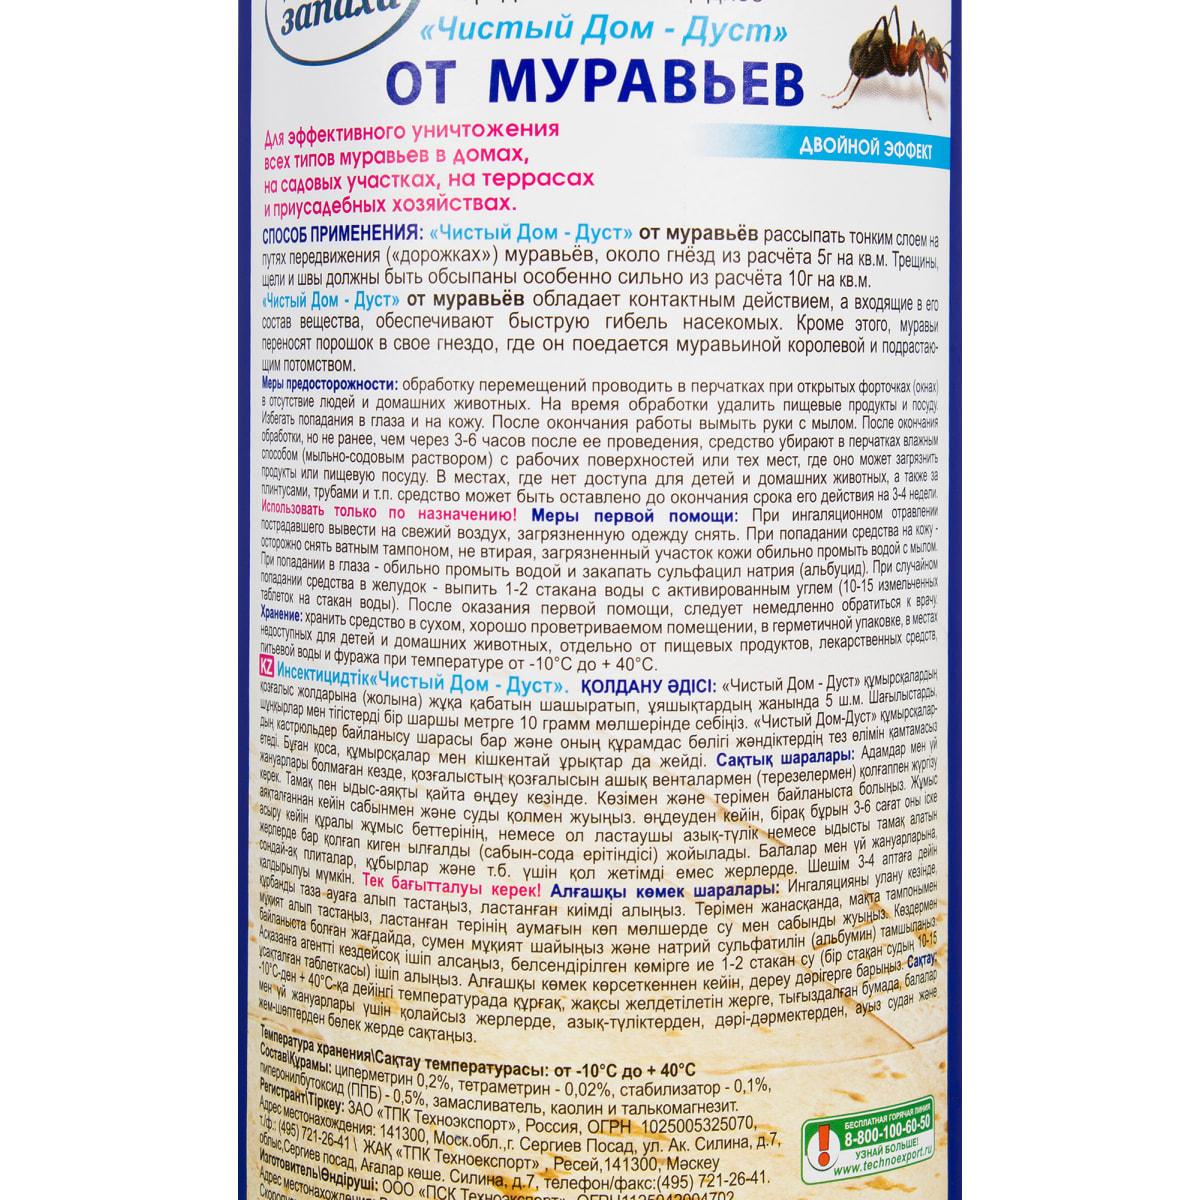 запаха
«Чистый Дом - Дуст»
ОТ МУРАВЬЕВ
Для эффективного уничтожения
всех типов муравьев в домах,
на садовых участках, на террасах
и приусадебных хозяйствах.
ДВОЙНОЙ ЭФФЕКТ
СПОСОБ ПРИМЕНЕНИЯ: «Чистый Дом - Дуст» от муравьёв рассыпать тонким слоем на
путях передвижения («дорожках») муравьёв, около гнёзд из расчёта 5г на кв.м. Трещины,
щели и швы должны быть обсыпаны особенно сильно из расчёта 10г на кв.м.
«Чистый Дом - Дуст» от муравьёв обладает контактным действием, а входящие в его
состав вещества, обеспечивают быструю гибель насекомых. Кроме этого, муравьи
переносят порошок в свое гнездо, где он поедается муравьиной королевой и подрастаю-
щим потомством.
Меры предосторожности: обработку перемещений проводить в перчатках при открытых форточках (окнах)
в отсутствие людей и домашних животных. На время обработки удалить пищевые продукты и посуду.
Избегать попадания в глаза и на кожу. После окончания работы вымыть руки с мылом. После окончания
обработки, но не ранее, чем через 3-6 часов после ее проведения, средство убирают в перчатках влажным
способом (мыльно-содовым раствором) с рабочих поверхностей или тех мест, где оно может загрязнить
продукты или пищевую посуду. В местах, где нет доступа для детей и домашних животных, а также за
плинтусами, трубами и т.п. средство может быть оставлено до окончания срока его действия на 3-4 недели.
Использовать только по назначению! Меры первой помощи: При ингаляционном отравлении
пострадавшего вывести на свежий воздух, загрязненную одежду снять. При попадании средства на кожу -
осторожно снять ватным тампоном, не втирая, загрязненный участок кожи обильно промыть водой с мылом.
При попадании в глаза - обильно промыть водой и закапать сульфацил натрия (альбуцид). При случайном
попадании средства в желудок - выпить 1-2 стакана воды с активированным углем (10-15 измельченных
таблеток на стакан воды). После оказания первой помощи, следует немедленно обратиться к врачу.
Хранение: хранить средство в сухом, хорошо проветриваемом помещении, в герметичной упаковке, в местах
недоступных для детей и домашних животных, отдельно от пищевых продуктов, лекарственных средств,
питьевой воды и фуража при температуре от -10°С до + 40°С.
KZ Инсектицидтік«Чистый Дом - Дуст». ҚОЛДАНУ ӘДІСІ: «Чистый Дом - Дуст» құмырсқалардың
қозғалыс жолдарына (жолына) жұқа қабатын шашыратып, ұяшықтардың жанында 5 ш.м. Шағылыстарды,
шұңқырлар мен тігістерді бір шаршы метрге 10 грамм мөлшерінде себіңіз. «Чистый Дом-Дуст» құмырсқалар-
дың кастрюльдер байланысу шарасы бар және оның құрамдас бөлігі жәндіктердің тез өлімін қамтамасыз
етеді. Бұған қоса, құмырсқалар мен кішкентай ұрықтар да жейді. Сақтық шаралары: Адамдар мен үй
жануарлары болмаған кезде, қозғалыстың қозғалысын ашық венталармен (терезелермен) қолғаппен жүргізу
керек. Тамақ пен ыдыс-аяқты қайта өңдеу кезінде. Көзімен және терімен байланыста болыңыз. Жұмыс
аяқталғаннан кейін сабынмен және суды қолмен жуыңыз. өңдеуден кейін, бірақ бұрын 3-6 сағат оны іске
асыру кейін құралы жұмыс беттерінің, немесе ол ластаушы азық-түлік немесе ыдысты тамақ алатын
жерлерде бар қолғап киген ылғалды (сабын-сода ерітіндісі) жойылады. Балалар мен үй жануарларына,
сондай-ақ плиталар, құбырлар және т.б. үшін қол жетімді емес жерлерде. Шешім 3-4 аптаға дейін
қалдырылуы мүмкін. Тек бағытталуы керек! Алғашқы көмек шаралары: Ингаляцияны улану кезінде,
құрбанды таза ауаға алып тастаңыз, ластанған киімді алыңыз. Терімен жанасқанда, мақта тампонымен
мұқият алып тастаңыз, ластанған терінің аумағын көп мөлшерде су мен сабынды жуыңыз. Көздермен
байланыста болған жағдайда, сумен мұқият шайыңыз және натрий сульфатилін (альбумин) тамшылаңыз.
Асқазанға агентті кездейсоқ ішіп алсаңыз, белсендірілген көмірге ие 1-2 стакан су (бір стақан судың 10-15
ұсақталған таблеткасы) ішіп алыңыз. Алғашқы көмек көрсеткеннен кейін, дереу дәрігерге барыңыз. Сақтау:
-10°С-ден + 40°С-қа дейінгі температурада құрғақ, жақсы желдетілетін жерге, тығыздалған бумада, балалар
мен үй жануарлары үшін қолайсыз жерлерде, азық-түліктерден, дәрі-дәрмектерден, ауыз судан және
жем-шөптерден бөлек жерде сақтаңыз.
Температура хранения\Сақтау температурасы: от -10°С до + 40°С
Состав\Құрамы: циперметрин 0,2%, тетраметрин - 0,02%, стабилизатор - 0,1%,
пиперонилбутоксид (ППБ) - 0,5%, замасливатель, каолин и талькомагнезит.
Регистрант\Тіркеу: ЗАО «ТПК Техноэкспорт», Россия, ОГРН 1025005325070,
Адрес местонахождения: 141300, Моск.обл., г. Сергиев Посад, ул. Ак. Силина, д.7,
т./ф.: (495) 721-26-41 \ ЖАҚ «ТПК Техноекспорт» , Ресей,141300, Мәскеу
облыс,Сергиев посад, Ағалар көше. Силина, д.7, телефон/факс:(495) 721-26-41.
Изготовитель\Өндіруші: ООО «ПСК Техноэкспорт», ОГРН1125042004702
Адрес местонахождения:
БЕСПЛАТНАЯ ГОРЯЧАЯ ЛИНИЯ
8-800-100-60-50
УЗНАЙ БОЛЬШЕ!
www.technoexport.ru